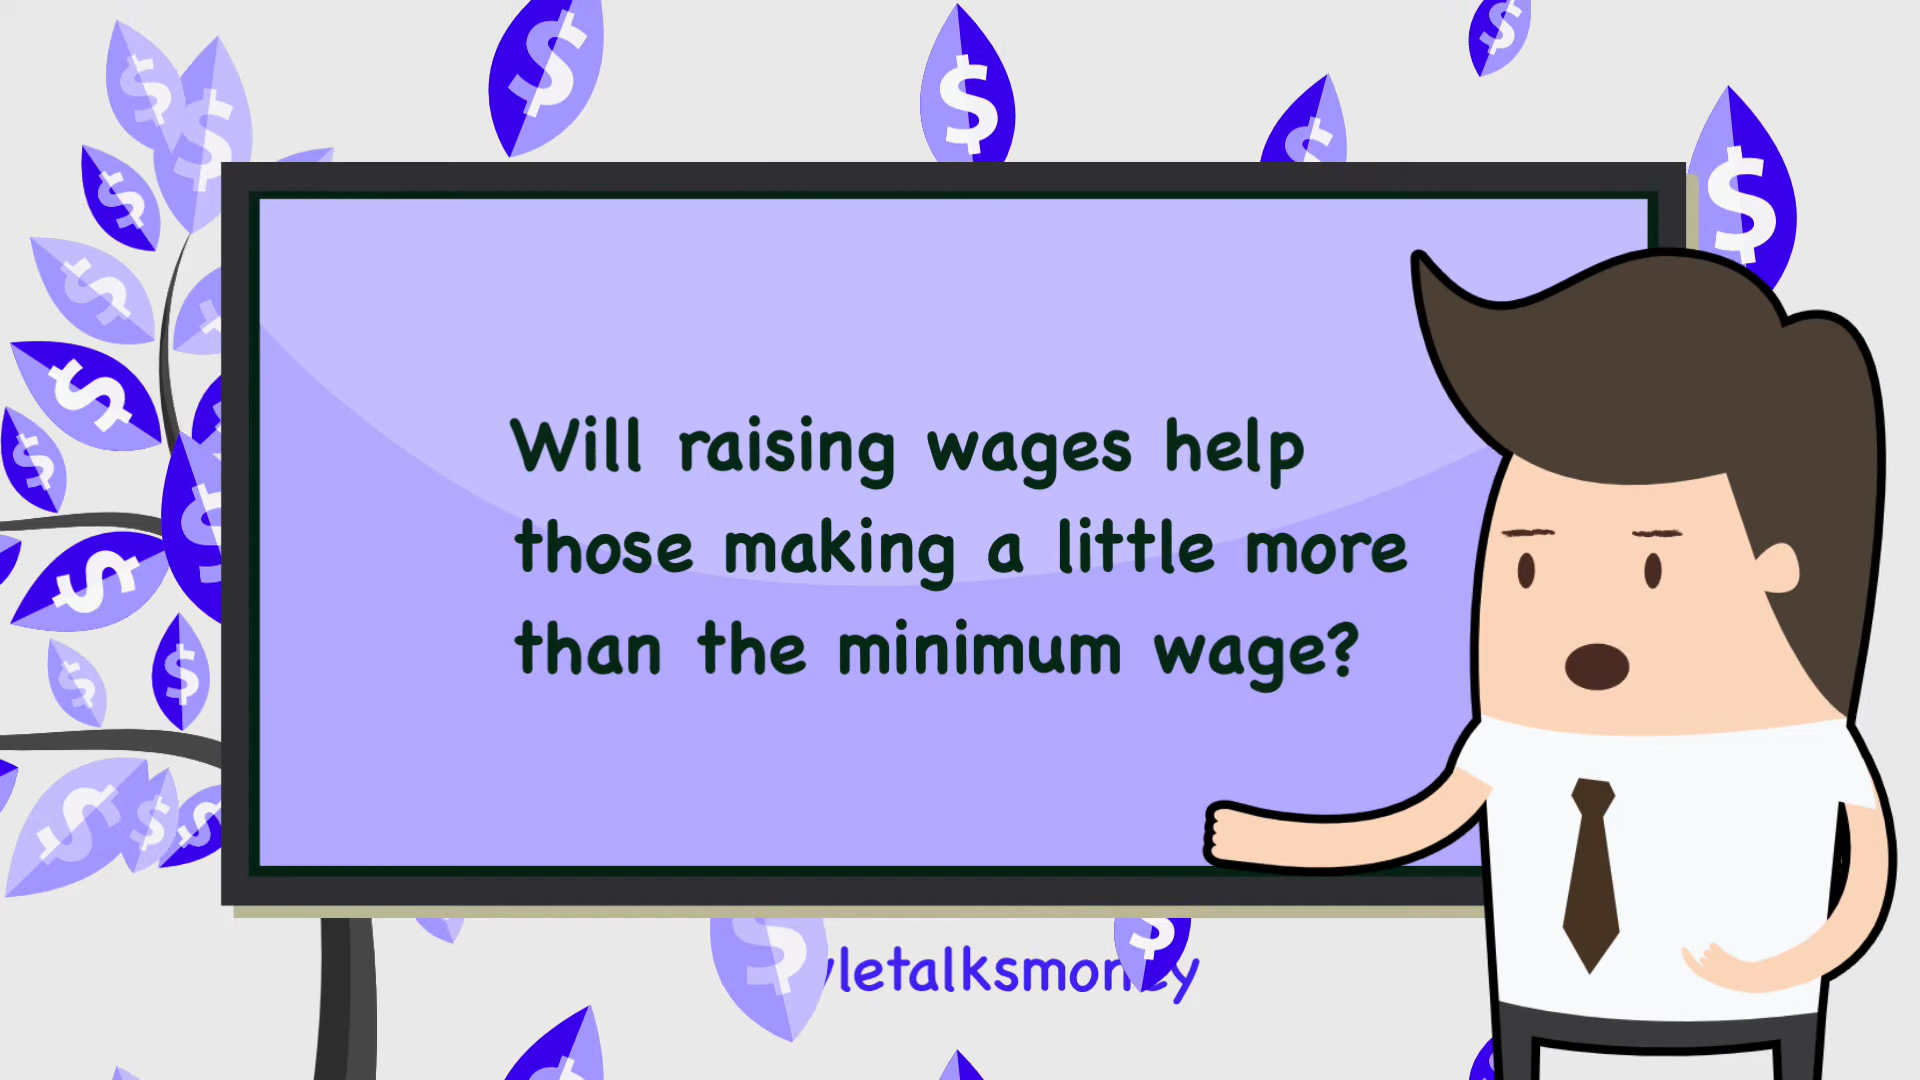 Will raising wages help
those making a little more
than the minimum wage?